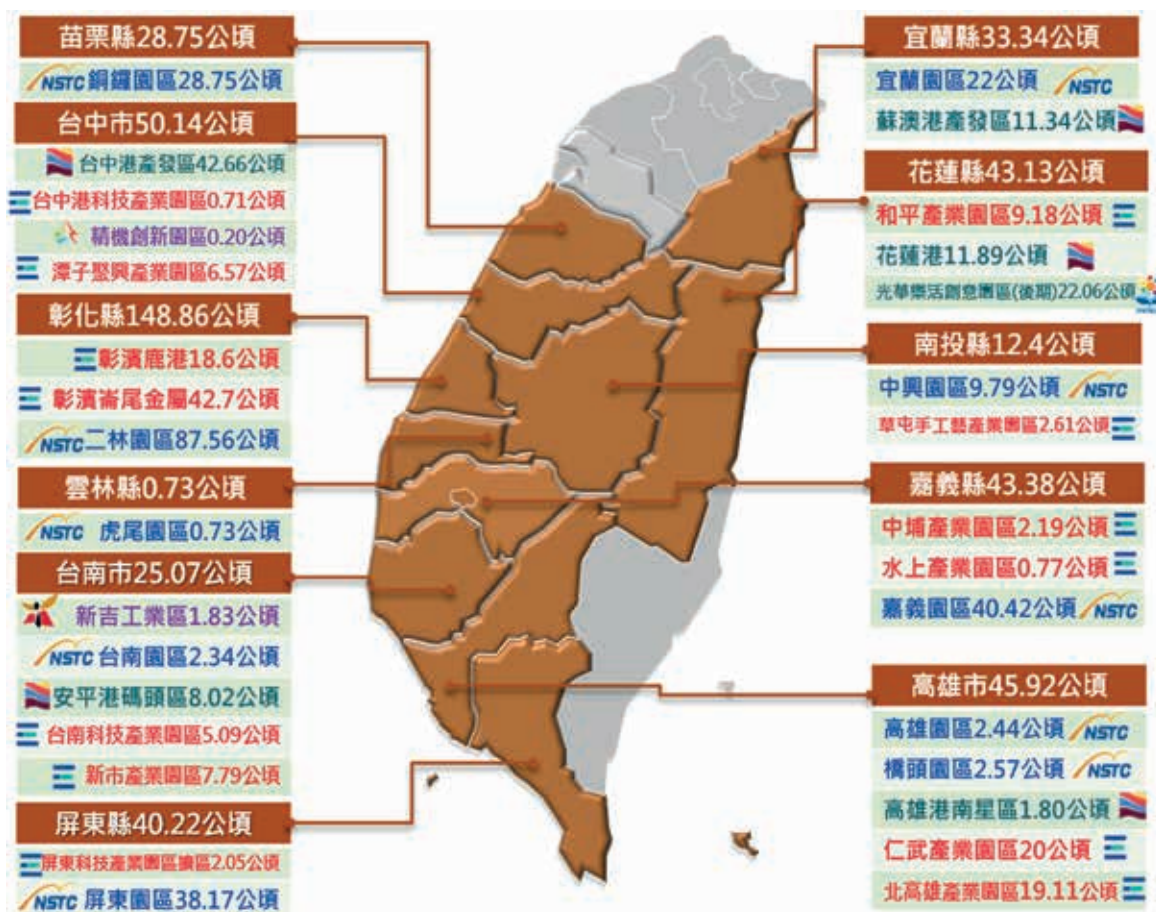 苗栗縣28.75公頃
NSTC 銅鑼園區28.75公頃
台中市50.14公頃
台中港產發區42.66公頃
台中港科技產業園區0.71公頃
精機創新園區0.20公頃
潭子聚興產業園區6.57公頃
彰化縣148.86公頃
彰濱鹿港18.6公頃
彰濱崙尾金屬42.7公頃
NSTC 二林園區87.56公頃
雲林縣0.73公頃
NSTC 虎尾園區0.73公頃
台南市25.07公頃
新吉工業區1.83公頃
NSTC 台南園區2.34公頃
安平港碼頭區8.02公頃
台南科技產業園區5.09公頃
新市產業園區7.79公頃
屏東縣40.22公頃
屏東科技產業園區擴區2.05公頃
NSTC 屏東園區38.17公頃
宜蘭縣33.34公頃
宜蘭園區22公頃 NSTC
蘇澳港產發區11.34公頃
花蓮縣43.13公頃
和平產業園區9.18公頃
花蓮港11.89公頃
光華樂活創意園區(後期)22.06公頃
南投縣12.4公頃
中興園區9.79公頃 NSTC
草屯手工藝產業園區2.61公頃
嘉義縣43.38公頃
中埔產業園區2.19公頃
水上產業園區0.77公頃
嘉義園區40.42公頃 NSTC
高雄市45.92公頃
高雄園區2.44公頃 NSTC
橋頭園區2.57公頃 NSTC
高雄港南星區1.80公頃
仁武產業園區20公頃
北高雄產業園區19.11公頃